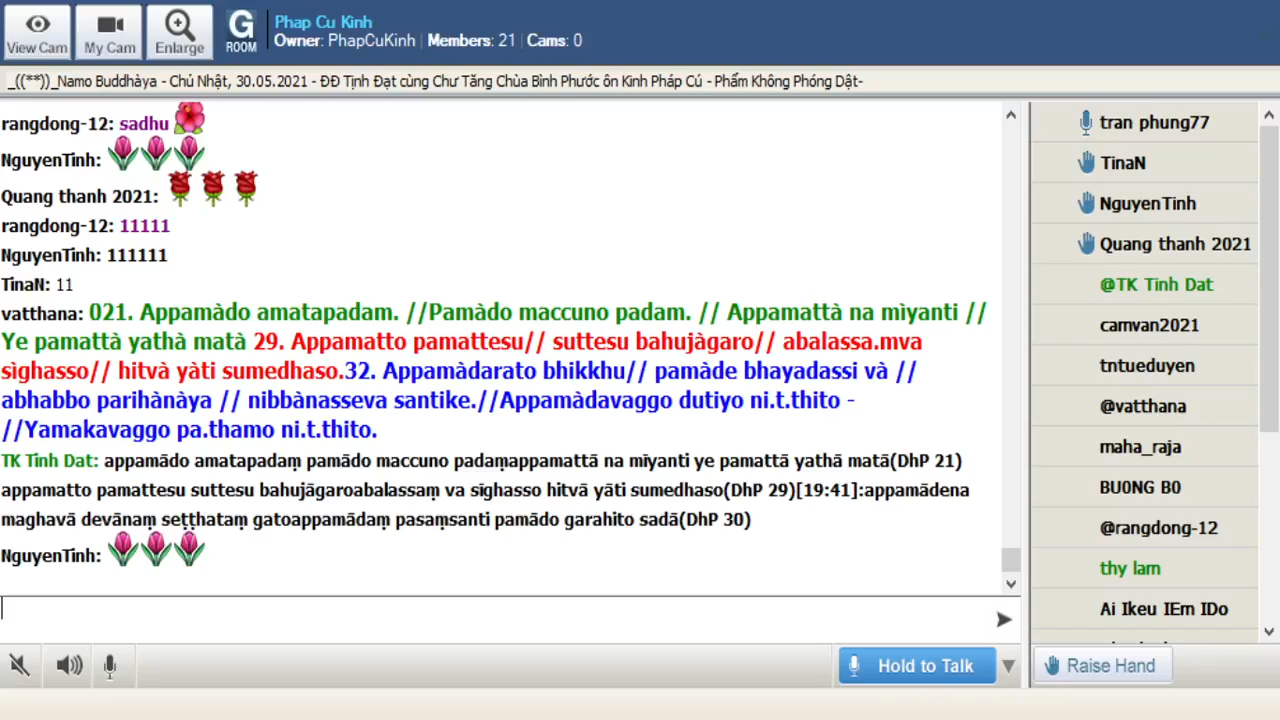 View Cam
My Cam
Enlarge
G
ROOM
Phap Cu Kinh
Owner: PhapCuKinh | Members: 21 | Cams: 0
_((**))_Namo Buddhàya - Chủ Nhật, 30.05.2021 - ĐĐ Tịnh Đạt cùng Chư Tăng Chùa Bình Phước ôn Kinh Pháp Cú - Phẩm Không Phóng Dật-
rangdong-12: sadhu
NguyenTinh:
Quang thanh 2021:
rangdong-12: 11111
NguyenTinh: 111111
TinaN: 11
vatthana: 021. Appamàdo amatapadam. //Pamàdo maccuno padam. // Appamattà na mìyanti //
Ye pamattà yathà matà 29. Appamatto pamattesu// suttesu bahujàgaro// abalassa.mva
sìghasso// hitvà yàti sumedhaso.32. Appamàdarato bhikkhu// pamàde bhayadassi và //
abhabbo parihànàya // nibbànasseva santike.//Appamàdavaggo dutiyo ni.t.thito -
//Yamakavaggo pa.thamo ni.t.thito.
TK Tinh Dat: appamādo amatapadaṃ pamādo maccuno padaṃappamattā na mīyanti ye pamattā yathā matā(DhP 21)
appamatto pamattesu suttesu bahujāgaroabalassaṃ va sīghasso hitvā yāti sumedhaso(DhP 29)[19:41]:appamādena
maghavā devānaṃ seṭṭhataṃ gatoappamādaṃ pasaṃsanti pamādo garahito sadā(DhP 30)
NguyenTinh:
Hold to Talk
tran phung77
TinaN
NguyenTinh
Quang thanh 2021
@TK Tinh Dat
camvan2021
tntueduyen
@vatthana
maha_raja
BU0NG B0
@rangdong-12
thy lam
Ai Ikeu IEm IDo
Raise Hand